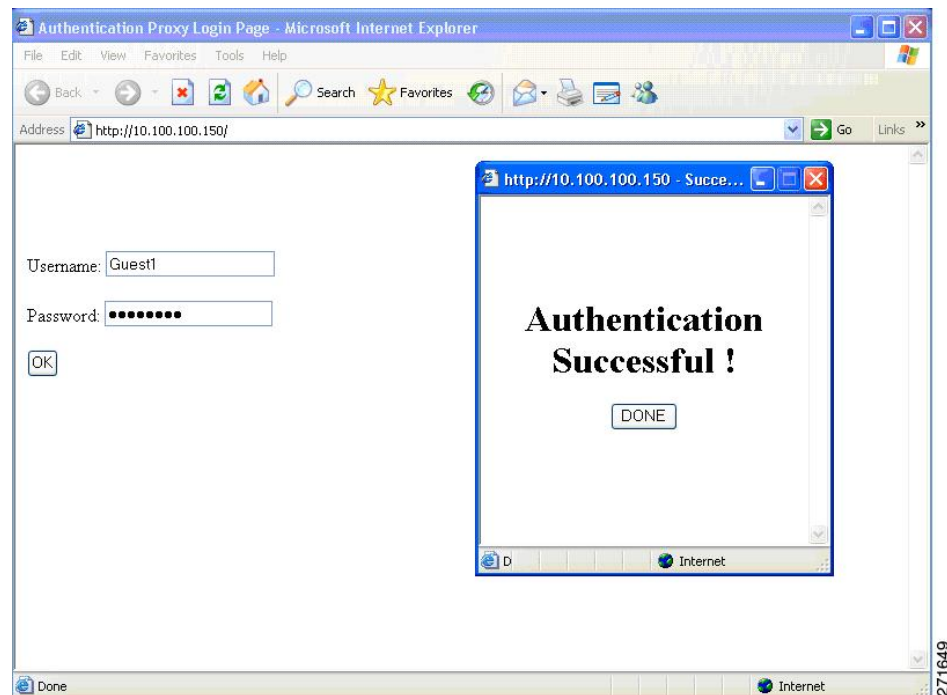 Authentication Proxy Login Page - Microsoft Internet Explorer
File Edit View Favorites Tools Help
Back Search Favorites
Address http://10.100.100.150/ Go Links »
http://10.100.100.150 - Succe...
Username: Guest1
Password: ••••••••
OK
Authentication
Successful !
DONE
D Internet
Done Internet
271649